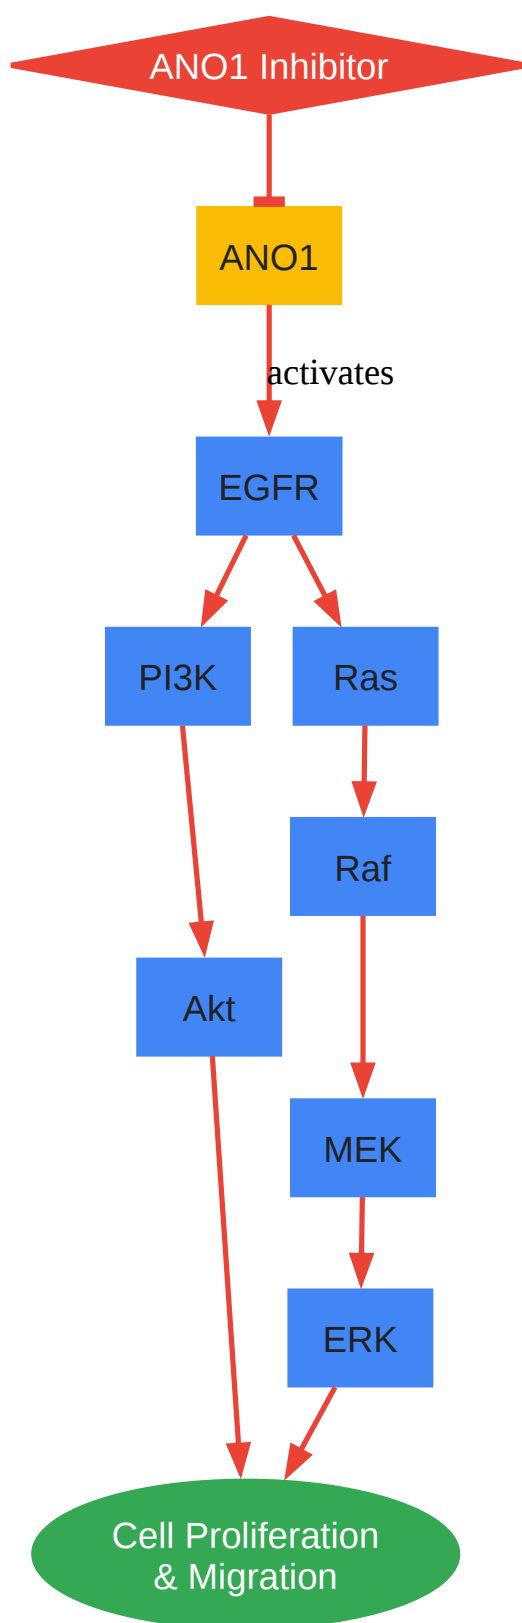 ANO1 Inhibitor
ANO1
activates
EGFR
PI3K
Ras
Raf
Akt
MEK
ERK
Cell Proliferation
& Migration